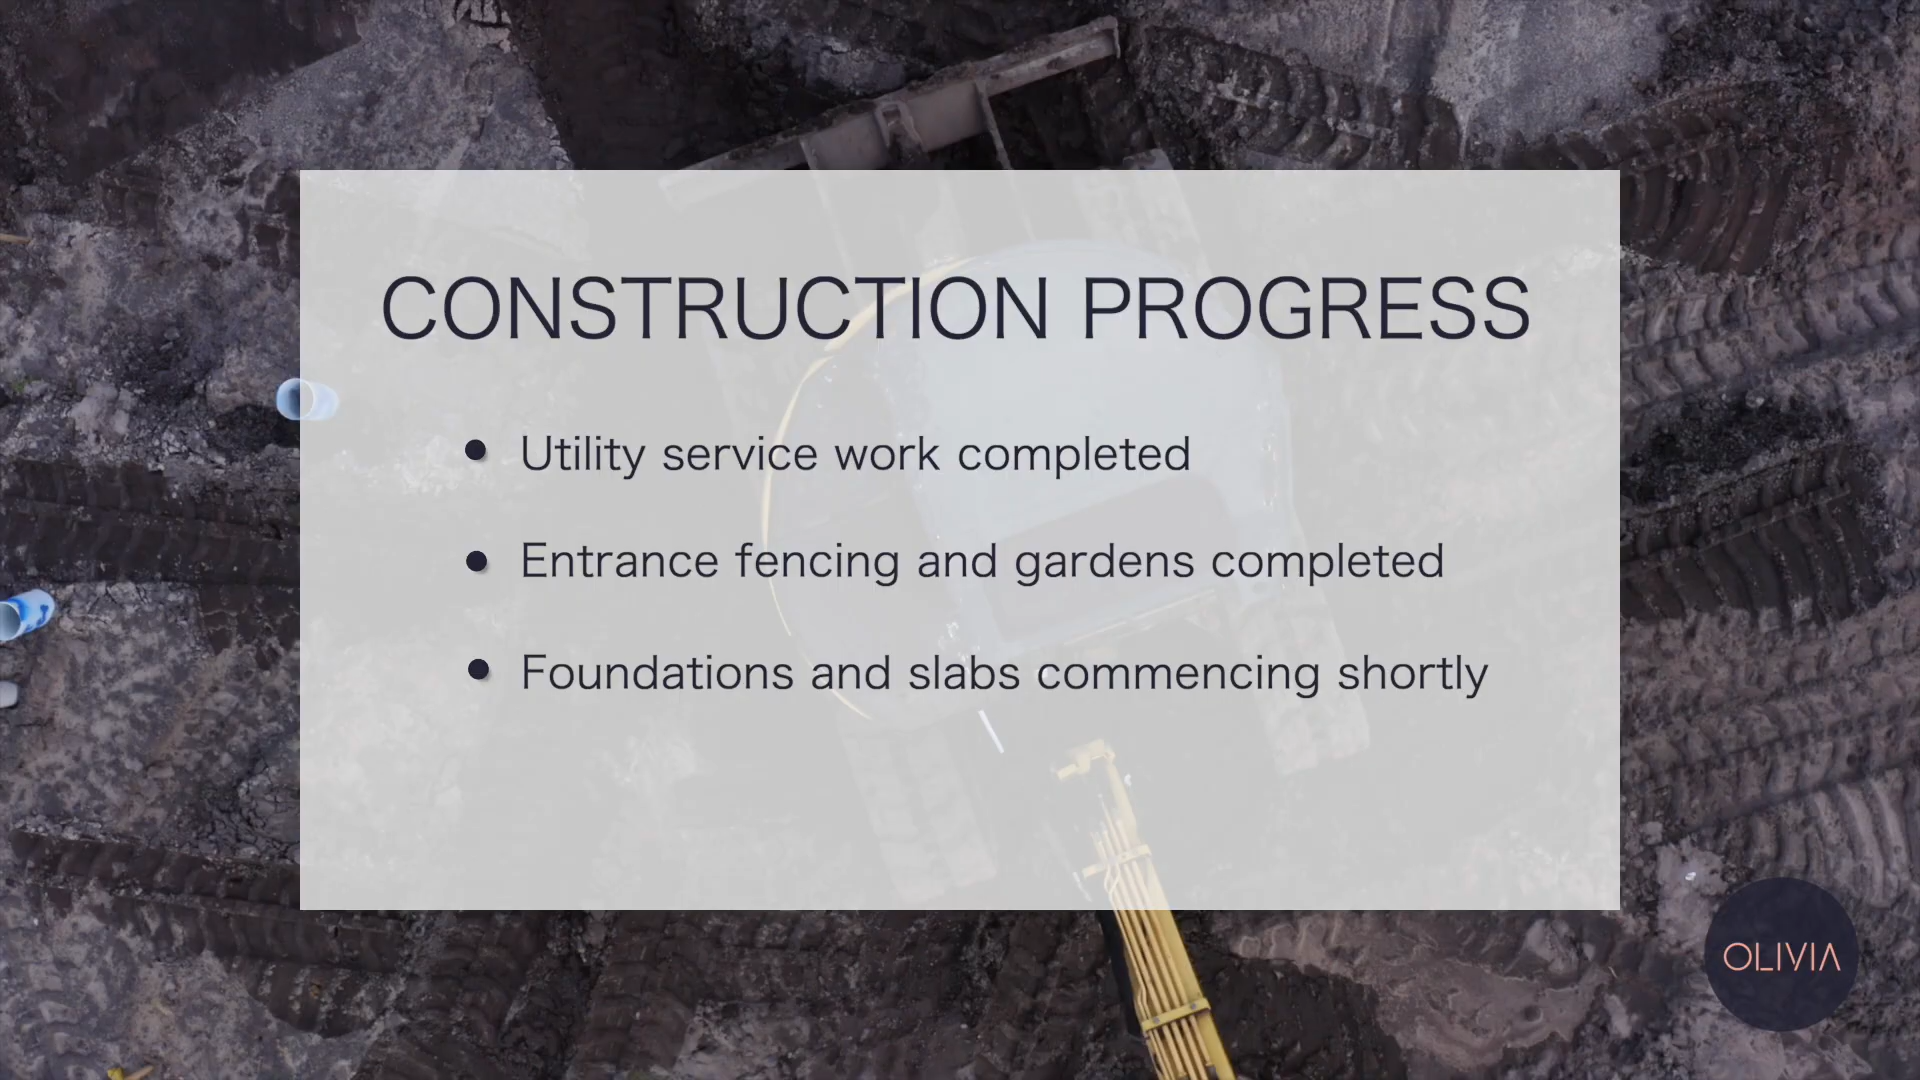 CONSTRUCTION PROGRESS
Utility service work completed
Entrance fencing and gardens completed
Foundations and slabs commencing shortly
OLIVIA